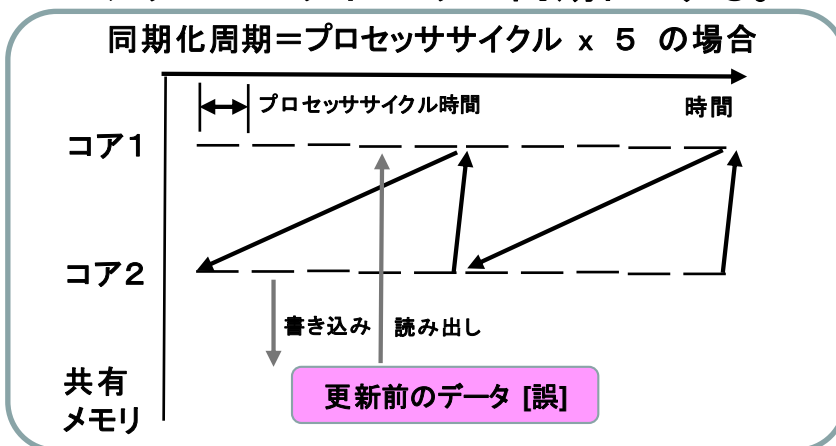 同期化周期=プロセッササイクル x 5 の場合
プロセッササイクル時間
時間
コア1
コア2
書き込み
読み出し
共有
メモリ
更新前のデータ [誤]